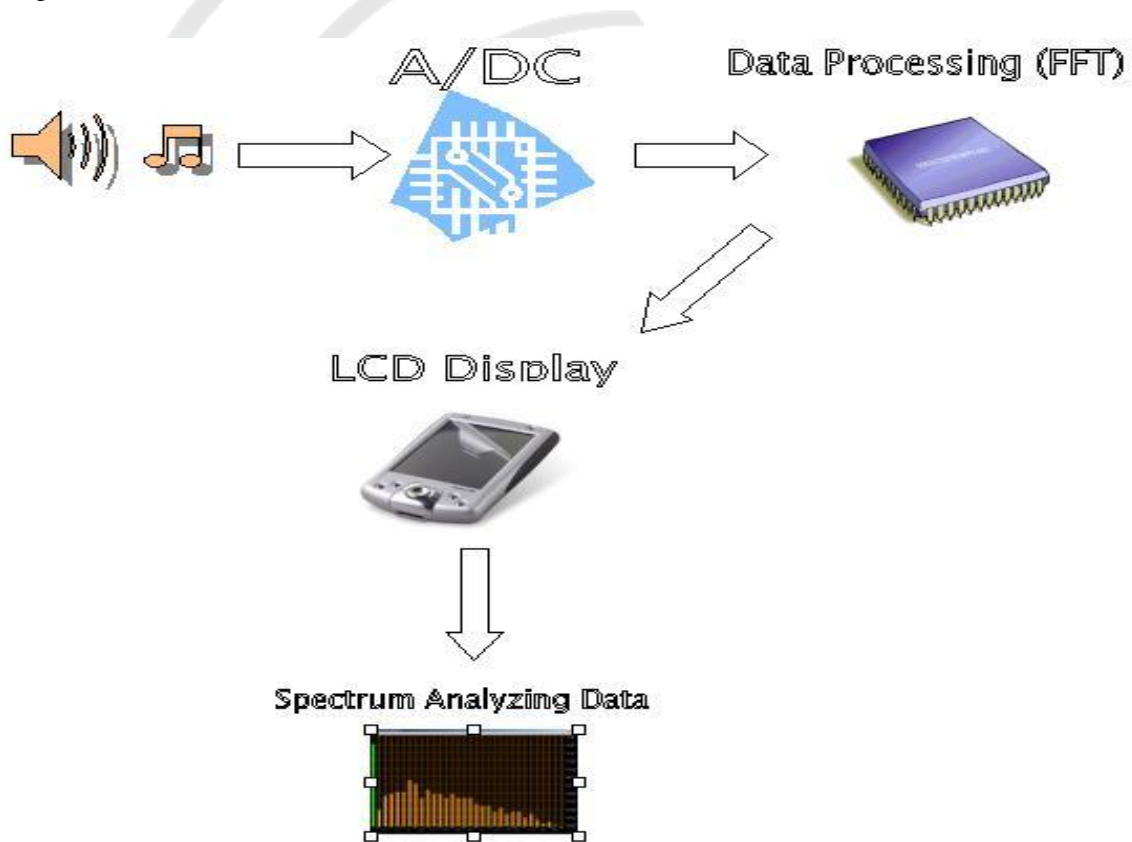 A/DC
Data Processing (FFT)
LCD Display
Spectrum Analyzing Data